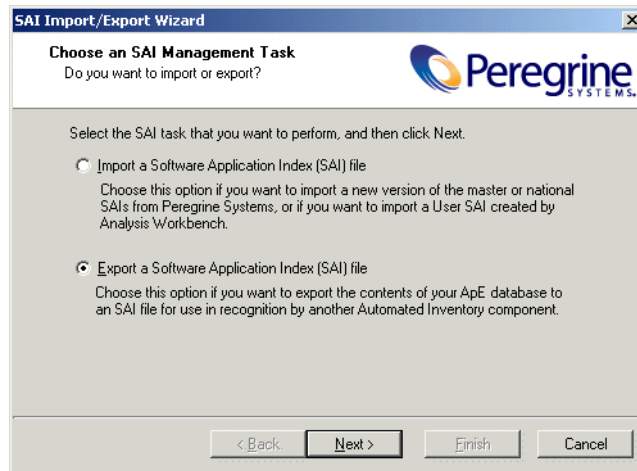 SAI Import/Export Wizard
Choose an SAI Management Task
Do you want to import or export?
Peregrine
SYSTEMS
Select the SAI task that you want to perform, and then click Next.
Import a Software Application Index (SAI) file
Choose this option if you want to import a new version of the master or national
SAIs from Peregrine Systems, or if you want to import a User SAI created by
Analysis Workbench.
Export a Software Application Index (SAI) file
Choose this option if you want to export the contents of your ApE database to
an SAI file for use in recognition by another Automated Inventory component.
< Back
Next >
Finish
Cancel